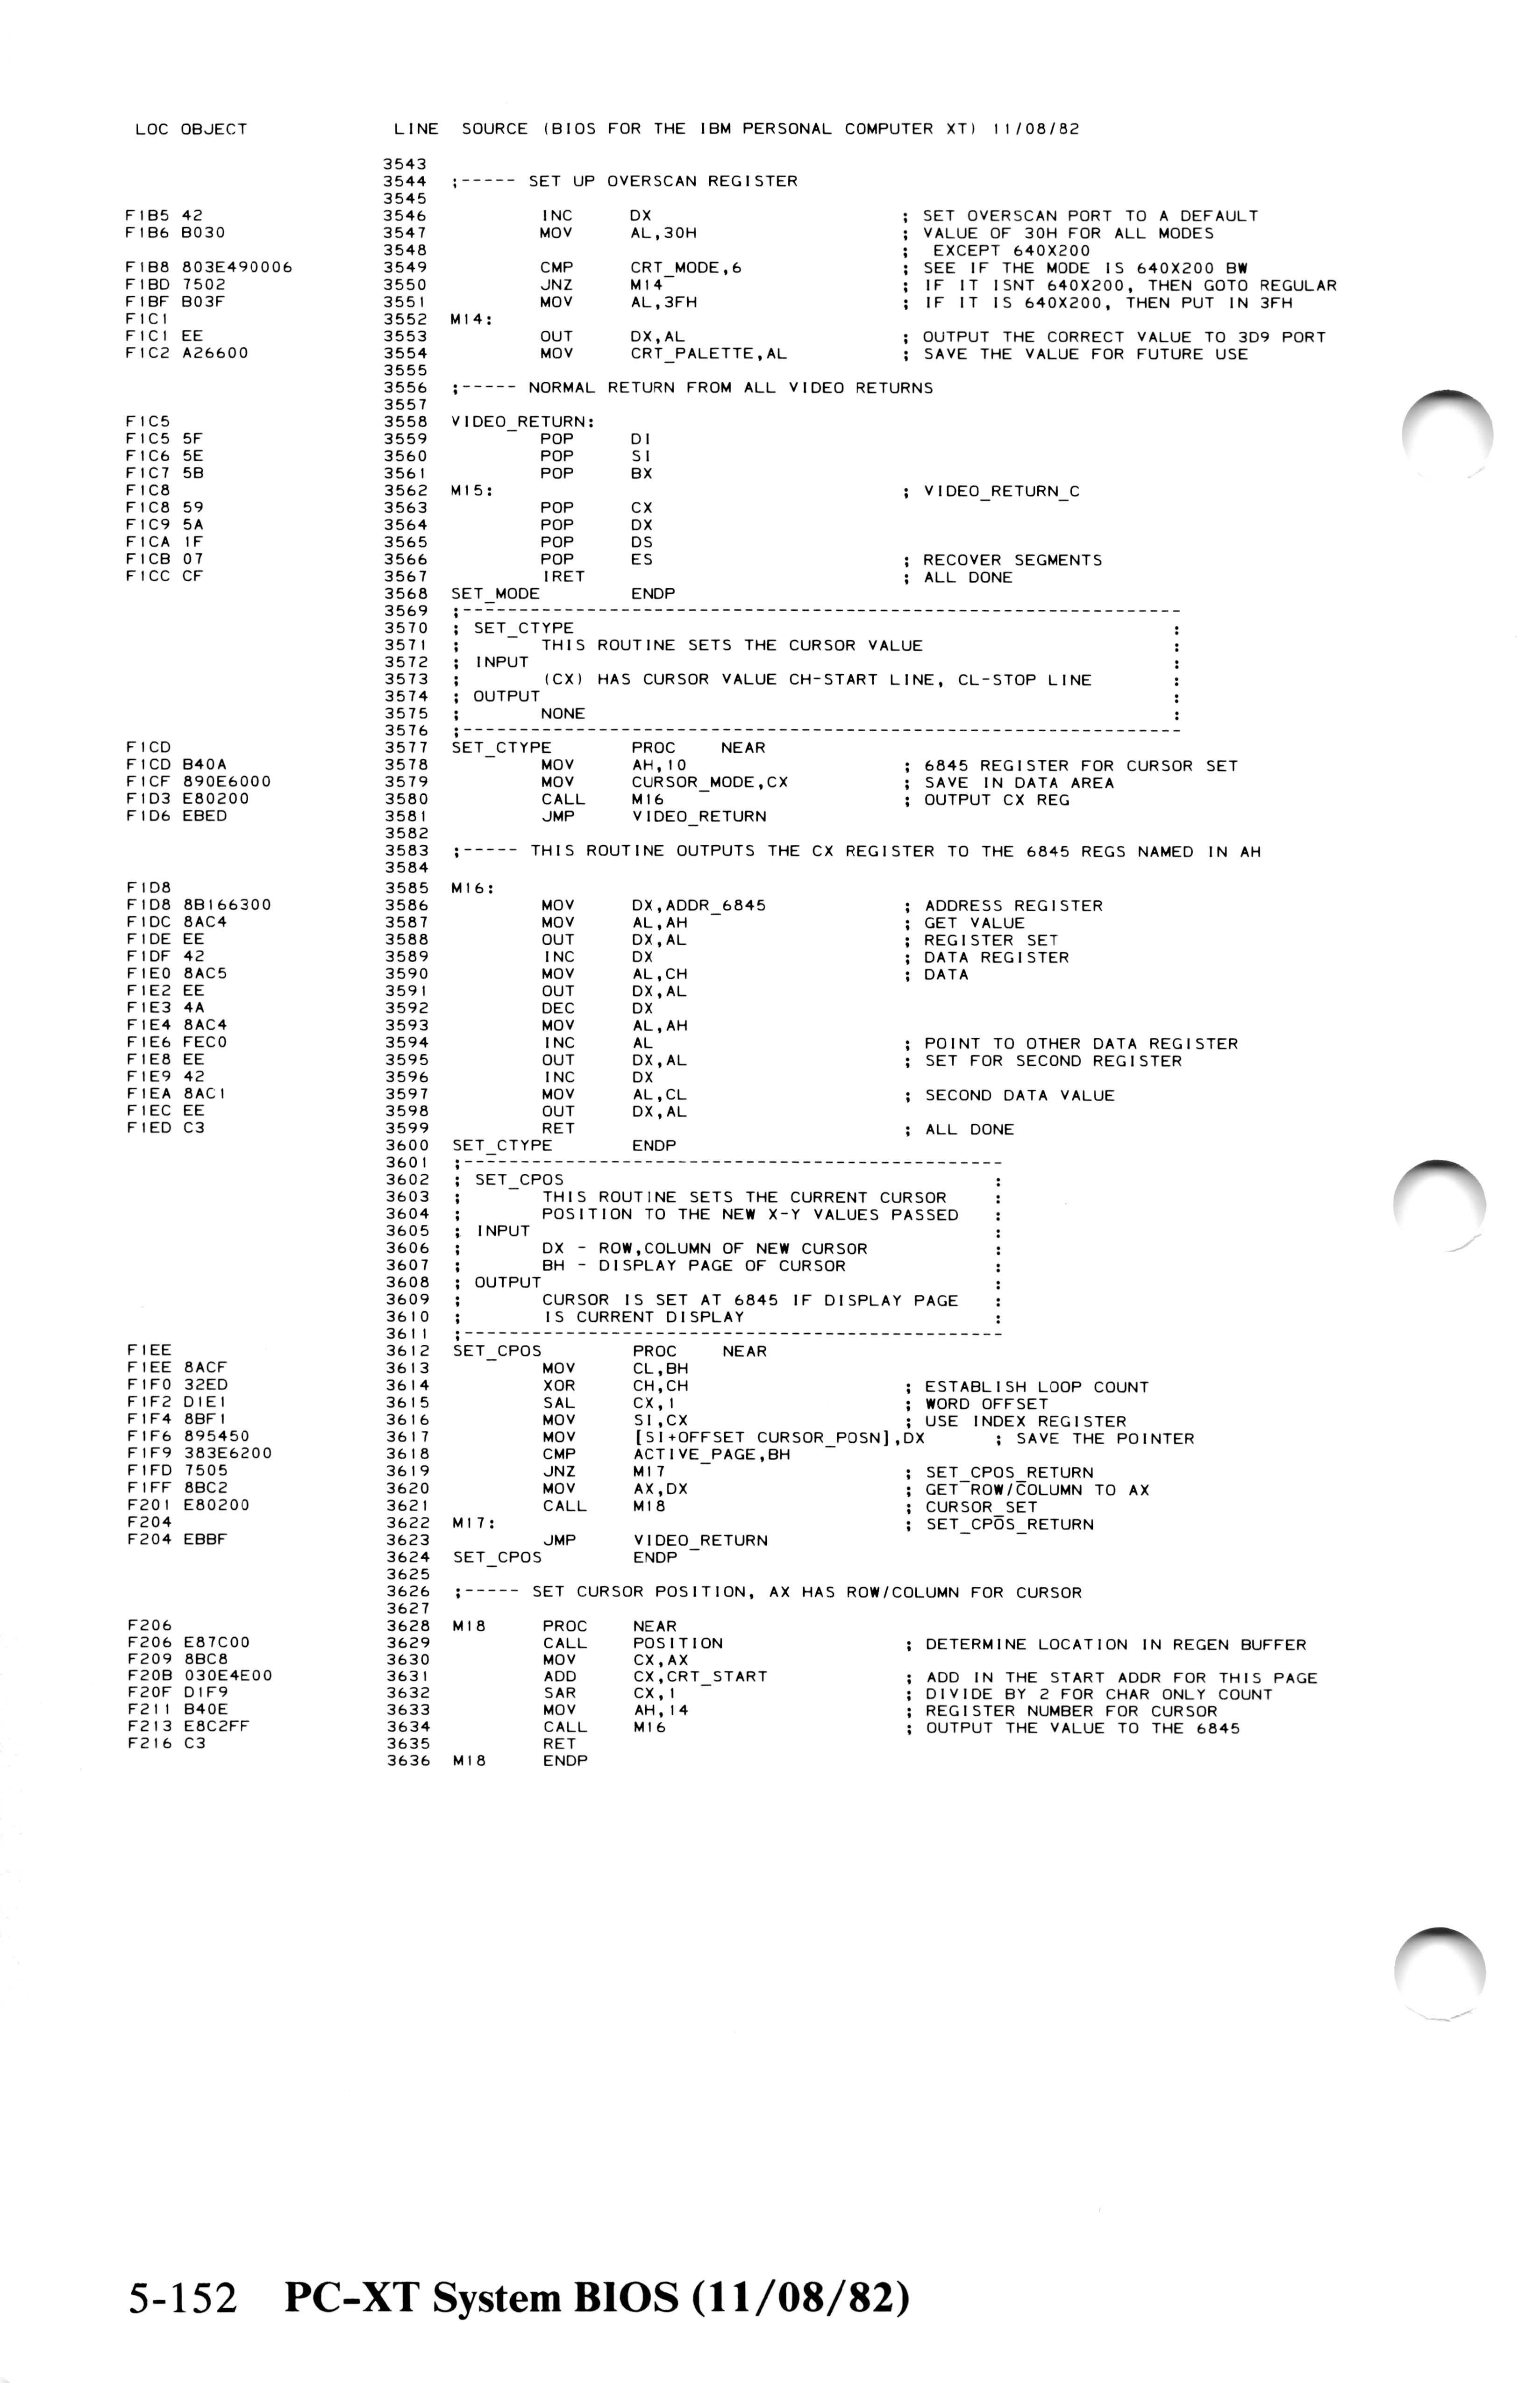 LOC OBJECT LINE SOURCE (BIOS FOR THE IBM PERSONAL COMPUTER XT) 11/08/82
3543
3544 ;----- SET UP OVERSCAN REGISTER
3545
F1B5 42 3546 INC DX ; SET OVERSCAN PORT TO A DEFAULT
F1B6 B030 3547 MOV AL,30H ; VALUE OF 30H FOR ALL MODES
3548 ; EXCEPT 640X200
F1B8 803E490006 3549 CMP CRT_MODE,6 ; SEE IF THE MODE IS 640X200 BW
F1BD 7502 3550 JNZ M14 ; IF IT ISNT 640X200, THEN GOTO REGULAR
F1BF B03F 3551 MOV AL,3FH ; IF IT IS 640X200, THEN PUT IN 3FH
F1C1 3552 M14:
F1C1 EE 3553 OUT DX,AL ; OUTPUT THE CORRECT VALUE TO 3D9 PORT
F1C2 A26600 3554 MOV CRT_PALETTE,AL ; SAVE THE VALUE FOR FUTURE USE
3555
3556 ;----- NORMAL RETURN FROM ALL VIDEO RETURNS
3557
F1C5 3558 VIDEO_RETURN:
F1C5 5F 3559 POP DI
F1C6 5E 3560 POP SI
F1C7 5B 3561 POP BX
F1C8 3562 M15: ; VIDEO_RETURN_C
F1C8 59 3563 POP CX
F1C9 5A 3564 POP DX
F1CA 1F 3565 POP DS
F1CB 07 3566 POP ES ; RECOVER SEGMENTS
F1CC CF 3567 IRET ; ALL DONE
3568 SET_MODE ENDP
3569 ;----------------------------------------------------------------
3570 ; SET_CTYPE :
3571 ; THIS ROUTINE SETS THE CURSOR VALUE :
3572 ; INPUT :
3573 ; (CX) HAS CURSOR VALUE CH-START LINE, CL-STOP LINE :
3574 ; OUTPUT :
3575 ; NONE :
3576 ;----------------------------------------------------------------
F1CD 3577 SET_CTYPE PROC NEAR
F1CD B40A 3578 MOV AH,10 ; 6845 REGISTER FOR CURSOR SET
F1CF 890E6000 3579 MOV CURSOR_MODE,CX ; SAVE IN DATA AREA
F1D3 E80200 3580 CALL M16 ; OUTPUT CX REG
F1D6 EBED 3581 JMP VIDEO_RETURN
3582
3583 ;----- THIS ROUTINE OUTPUTS THE CX REGISTER TO THE 6845 REGS NAMED IN AH
3584
F1D8 3585 M16:
F1D8 8B166300 3586 MOV DX,ADDR_6845 ; ADDRESS REGISTER
F1DC 8AC4 3587 MOV AL,AH ; GET VALUE
F1DE EE 3588 OUT DX,AL ; REGISTER SET
F1DF 42 3589 INC DX ; DATA REGISTER
F1E0 8AC5 3590 MOV AL,CH ; DATA
F1E2 EE 3591 OUT DX,AL
F1E3 4A 3592 DEC DX
F1E4 8AC4 3593 MOV AL,AH
F1E6 FEC0 3594 INC AL ; POINT TO OTHER DATA REGISTER
F1E8 EE 3595 OUT DX,AL ; SET FOR SECOND REGISTER
F1E9 42 3596 INC DX
F1EA 8AC1 3597 MOV AL,CL ; SECOND DATA VALUE
F1EC EE 3598 OUT DX,AL
F1ED C3 3599 RET ; ALL DONE
3600 SET_CTYPE ENDP
3601 ;------------------------------------------------
3602 ; SET_CPOS :
3603 ; THIS ROUTINE SETS THE CURRENT CURSOR :
3604 ; POSITION TO THE NEW X-Y VALUES PASSED :
3605 ; INPUT :
3606 ; DX - ROW,COLUMN OF NEW CURSOR :
3607 ; BH - DISPLAY PAGE OF CURSOR :
3608 ; OUTPUT :
3609 ; CURSOR IS SET AT 6845 IF DISPLAY PAGE :
3610 ; IS CURRENT DISPLAY :
3611 ;------------------------------------------------
F1EE 3612 SET_CPOS PROC NEAR
F1EE 8ACF 3613 MOV CL,BH
F1F0 32ED 3614 XOR CH,CH ; ESTABLISH LOOP COUNT
F1F2 D1E1 3615 SAL CX,1 ; WORD OFFSET
F1F4 8BF1 3616 MOV SI,CX ; USE INDEX REGISTER
F1F6 895450 3617 MOV [SI+OFFSET CURSOR_POSN],DX ; SAVE THE POINTER
F1F9 383E6200 3618 CMP ACTIVE_PAGE,BH
F1FD 7505 3619 JNZ M17 ; SET_CPOS_RETURN
F1FF 8BC2 3620 MOV AX,DX ; GET ROW/COLUMN TO AX
F201 E80200 3621 CALL M18 ; CURSOR_SET
F204 3622 M17: ; SET_CPOS_RETURN
F204 EBBF 3623 JMP VIDEO_RETURN
3624 SET_CPOS ENDP
3625
3626 ;----- SET CURSOR POSITION, AX HAS ROW/COLUMN FOR CURSOR
3627
F206 3628 M18 PROC NEAR
F206 E87C00 3629 CALL POSITION ; DETERMINE LOCATION IN REGEN BUFFER
F209 8BC8 3630 MOV CX,AX
F20B 030E4E00 3631 ADD CX,CRT_START ; ADD IN THE START ADDR FOR THIS PAGE
F20F D1F9 3632 SAR CX,1 ; DIVIDE BY 2 FOR CHAR ONLY COUNT
F211 B40E 3633 MOV AH,14 ; REGISTER NUMBER FOR CURSOR
F213 E8C2FF 3634 CALL M16 ; OUTPUT THE VALUE TO THE 6845
F216 C3 3635 RET
3636 M18 ENDP
5-152 PC-XT System BIOS (11/08/82)